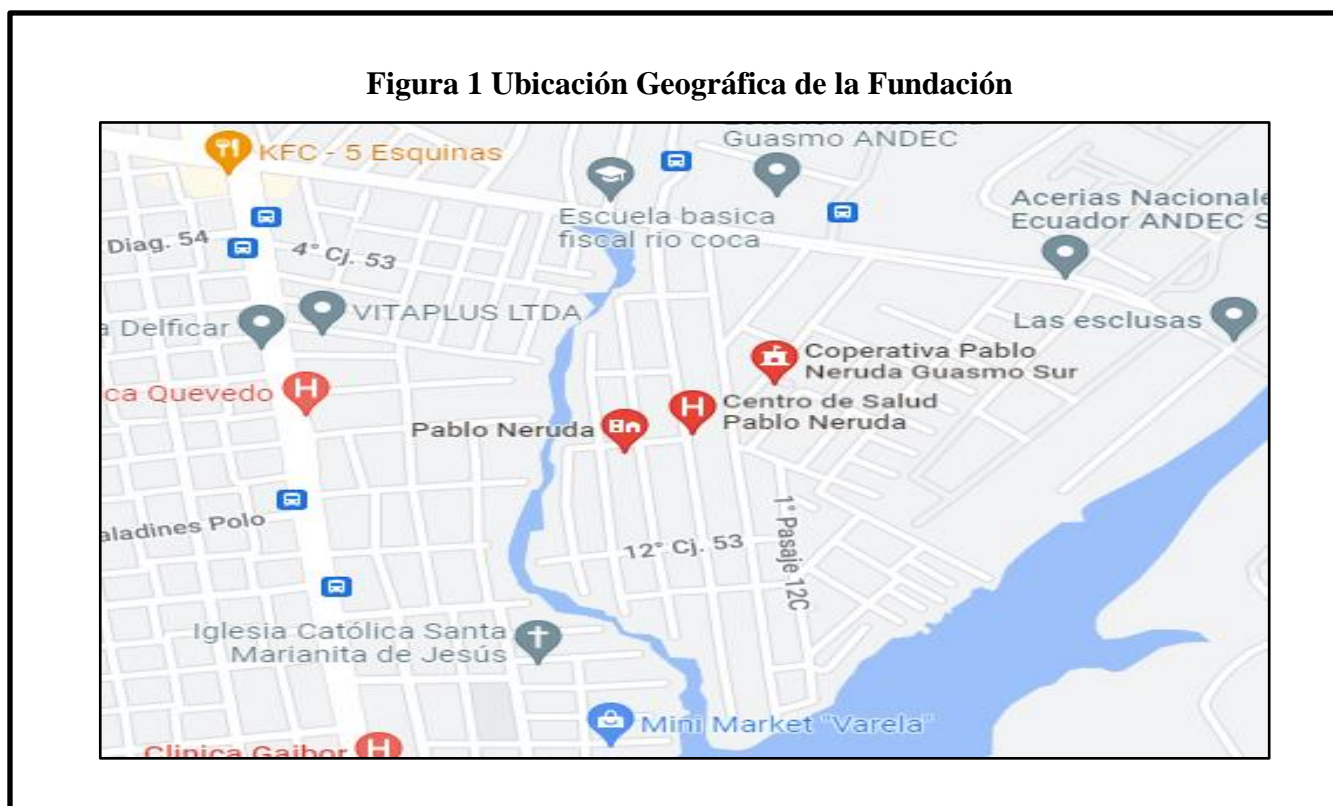 Figura 1 Ubicación Geográfica de la Fundación
KFC - 5 Esquinas
Guasmo ANDEC
Escuela basica
fiscal rio coca
Acerias Nacionale
Ecuador ANDEC S
Diag. 54
4° Cj. 53
VITAPLUS LTDA
a Delficar
Las esclusas
Coperativa Pablo
Neruda Guasmo Sur
ca Quevedo
Centro de Salud
Pablo Neruda
Pablo Neruda
aladines Polo
12° Cj. 53
1° Pasaje 12C
Iglesia Católica Santa
Marianita de Jesús
Mini Market "Varela"
Clinica Gaibor